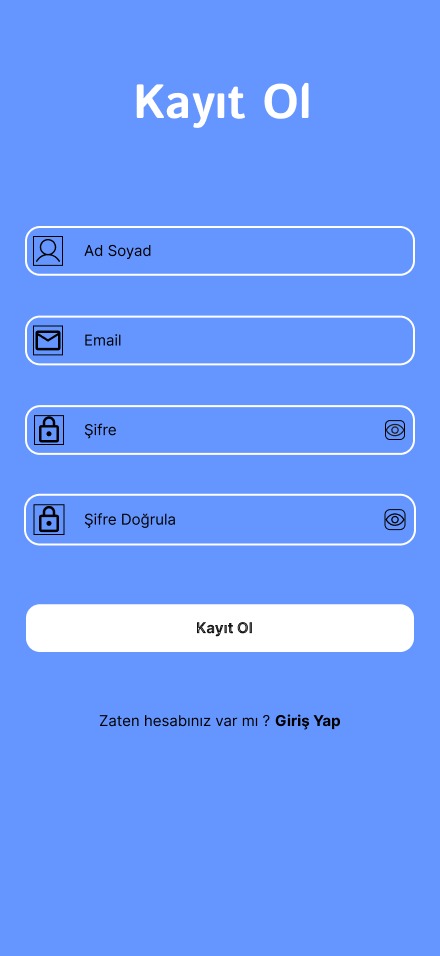 Kayıt Ol
Ad Soyad
Email
Şifre
Şifre Doğrula
Kayıt Ol
Zaten hesabınız var mı ? Giriş Yap